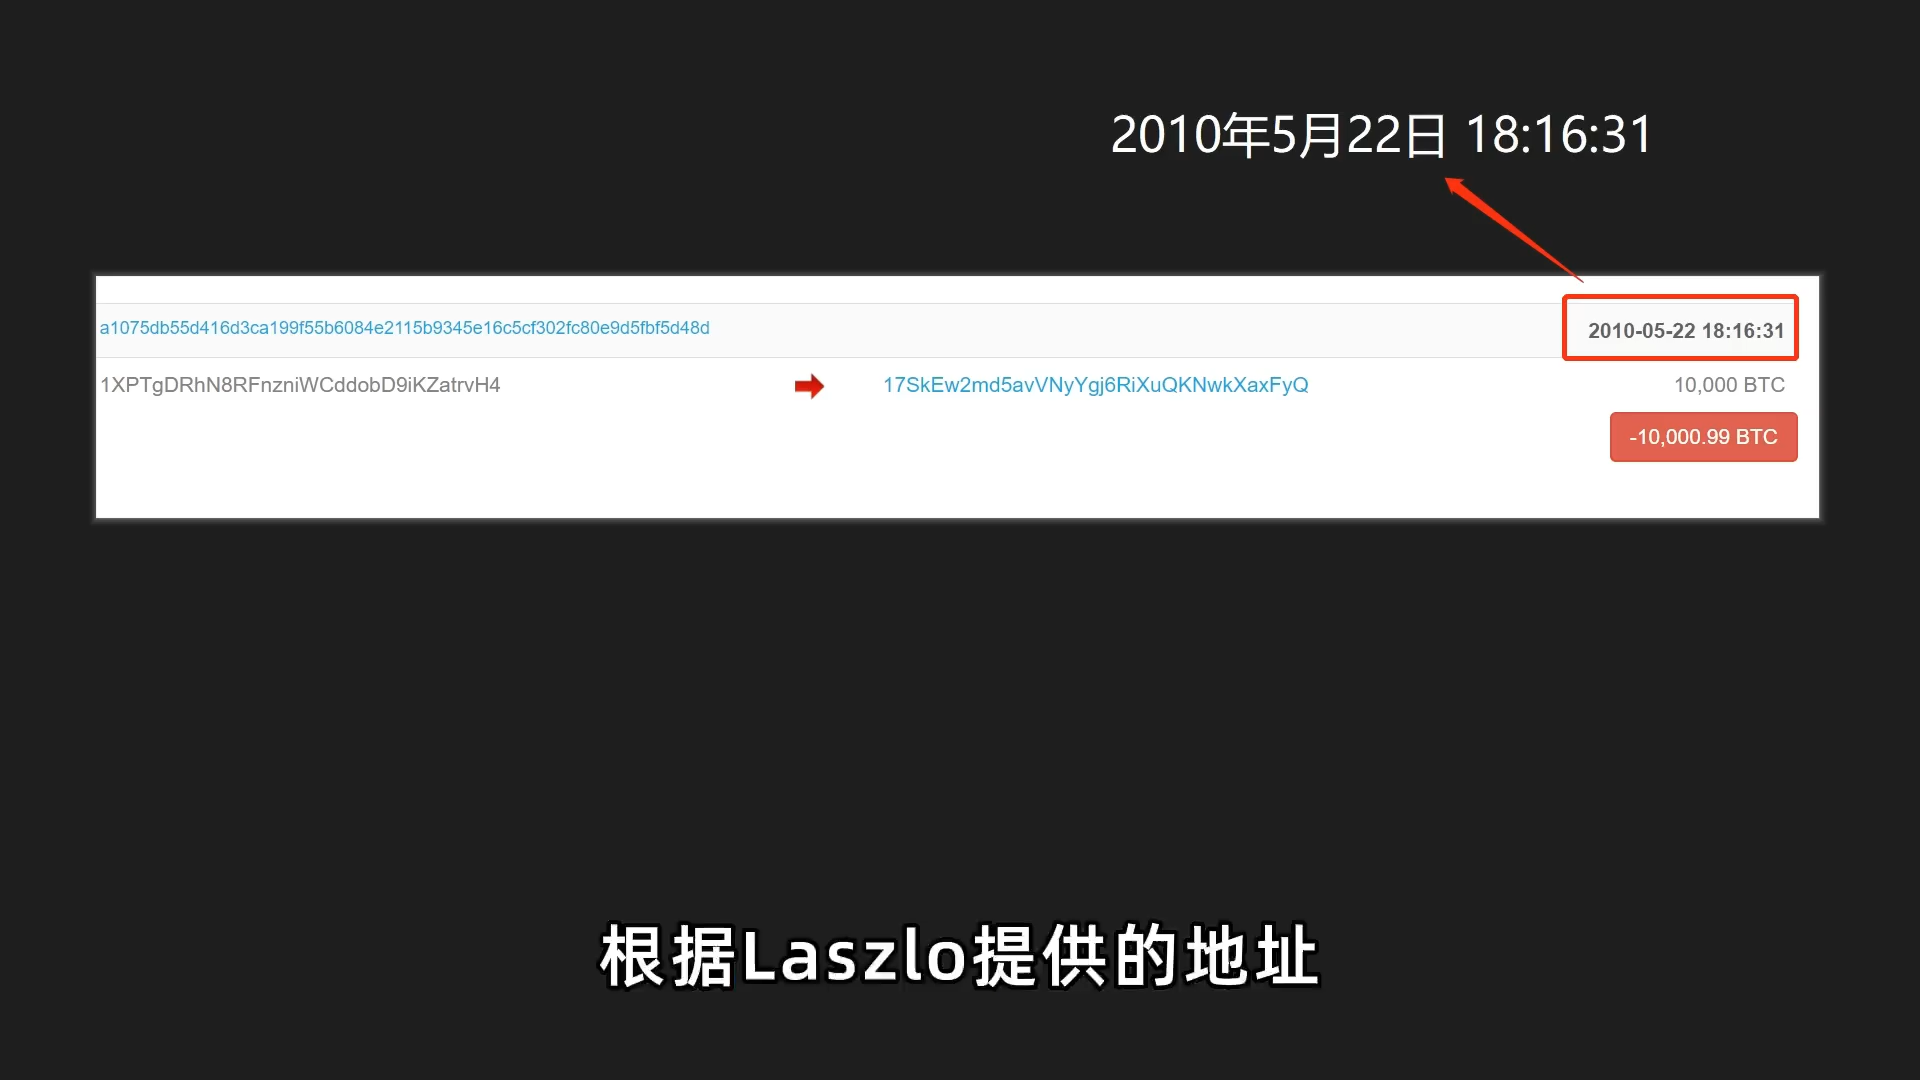 2010年5月22日 18:16:31
a1075db55d416d3ca199f55b6084e2115b9345e16c5cf302fc80e9d5fbf5d48d
2010-05-22 18:16:31
1XPTgDRhN8RFnzniWCddobD9iKZatrvH4
17SkEw2md5avVNyYgj6RiXuQKNwkXaxFyQ
10,000 BTC
-10,000.99 BTC
根据Laszlo提供的地址